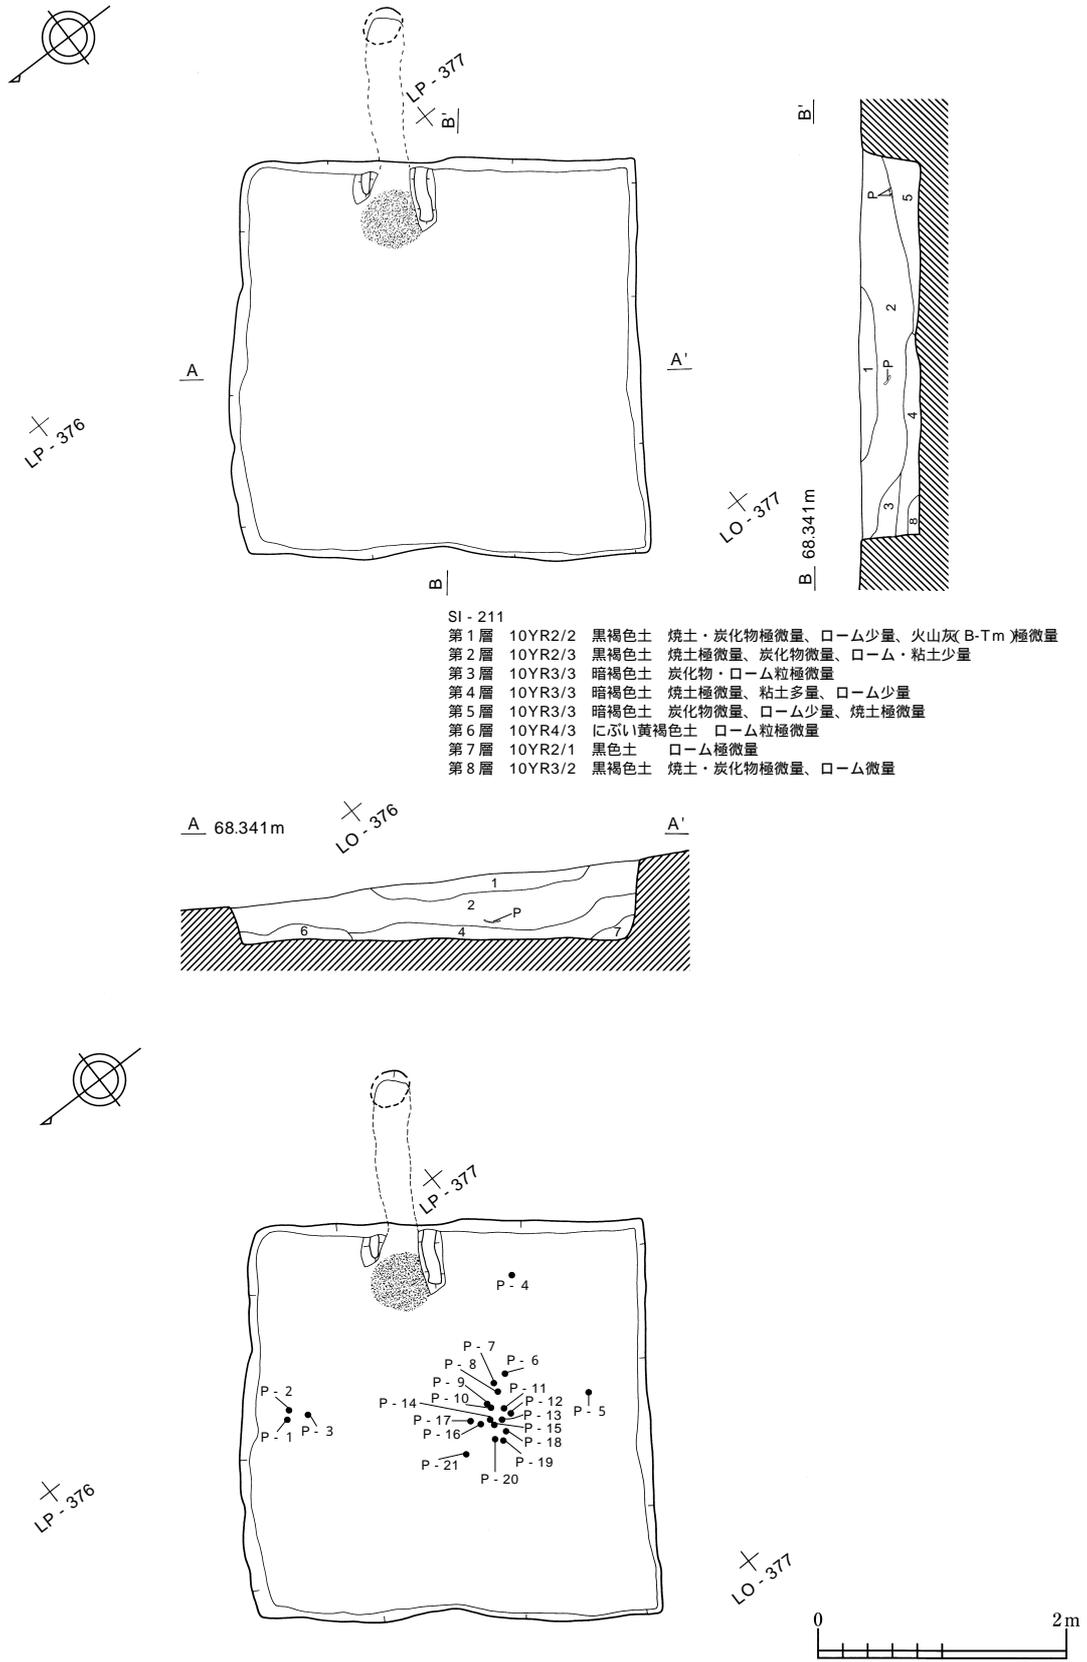 LP - 377
B'
B'
P
5
2
A
A'
1
P
4
LP - 376
LO - 377
3
8
B 68.341m
B
SI - 211
第1層 10YR2/2 黒褐色土 焼土・炭化物極微量、ローム少量、火山灰(B-Tm)極微量
第2層 10YR2/3 黒褐色土 焼土極微量、炭化物微量、ローム・粘土少量
第3層 10YR3/3 暗褐色土 炭化物・ローム粒極微量
第4層 10YR3/3 暗褐色土 焼土極微量、粘土多量、ローム少量
第5層 10YR3/3 暗褐色土 炭化物微量、ローム少量、焼土極微量
第6層 10YR4/3 にぶい黄褐色土 ローム粒極微量
第7層 10YR2/1 黒色土 ローム極微量
第8層 10YR3/2 黒褐色土 焼土・炭化物極微量、ローム微量
A 68.341m
LO - 376
A'
1
2
P
6
4
7
LP - 377
P - 4
P - 7
P - 6
P - 8
P - 9
P - 11
P - 2
P - 10
P - 12
P - 14
P - 13
P - 5
P - 17
P - 15
P - 1
P - 3
P - 16
P - 18
P - 21
P - 19
P - 20
LP - 376
LO - 377
0
2m